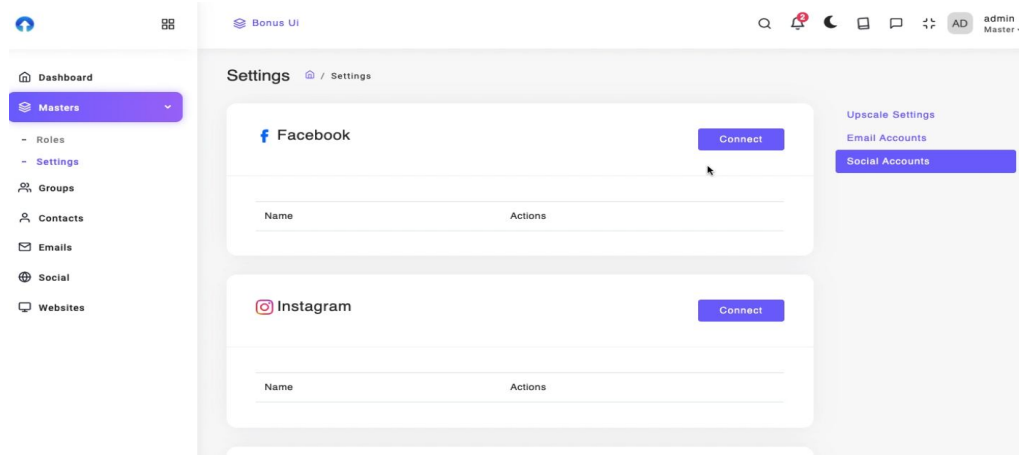 Bonus Ui
2
AD
admin
Master
Dashboard
Masters
- Roles
- Settings
Groups
Contacts
Emails
Social
Websites
Settings / Settings
Facebook
Connect
Name Actions
Instagram
Connect
Name Actions
Upscale Settings
Email Accounts
Social Accounts